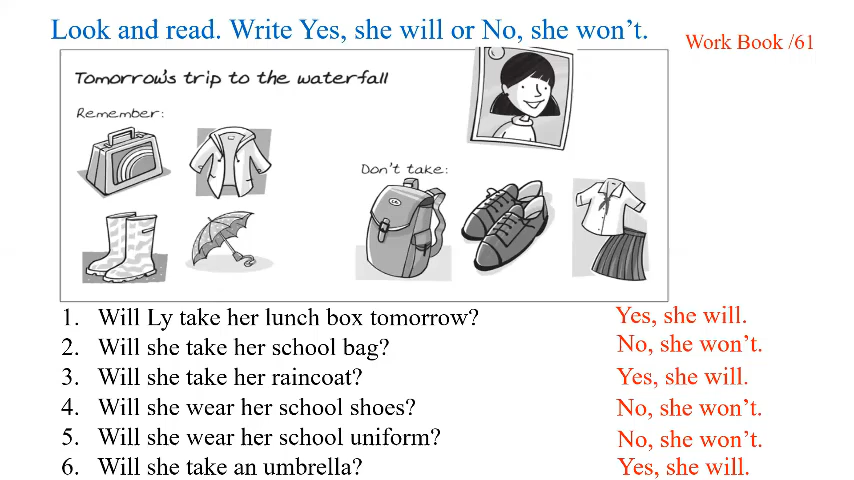 Look and read. Write Yes, she will or No, she won’t.
Work Book /61
Tomorrow's trip to the waterfall
Remember:
Don't take:
1. Will Ly take her lunch box tomorrow? Yes, she will.
2. Will she take her school bag? No, she won’t.
3. Will she take her raincoat? Yes, she will.
4. Will she wear her school shoes? No, she won’t.
5. Will she wear her school uniform? No, she won’t.
6. Will she take an umbrella? Yes, she will.